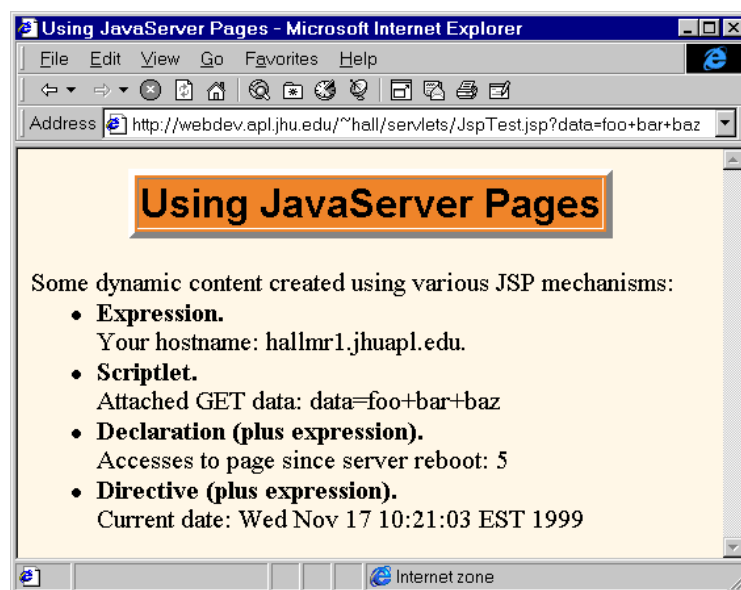 Using JavaServer Pages - Microsoft Internet Explorer
File Edit View Go Favorites Help
Address http://webdev.apl.jhu.edu/~hall/servlets/JspTest.jsp?data=foo+bar+baz
Using JavaServer Pages
Some dynamic content created using various JSP mechanisms:
• Expression.
Your hostname: hallmr1.jhuapl.edu.
• Scriptlet.
Attached GET data: data=foo+bar+baz
• Declaration (plus expression).
Accesses to page since server reboot: 5
• Directive (plus expression).
Current date: Wed Nov 17 10:21:03 EST 1999
Internet zone